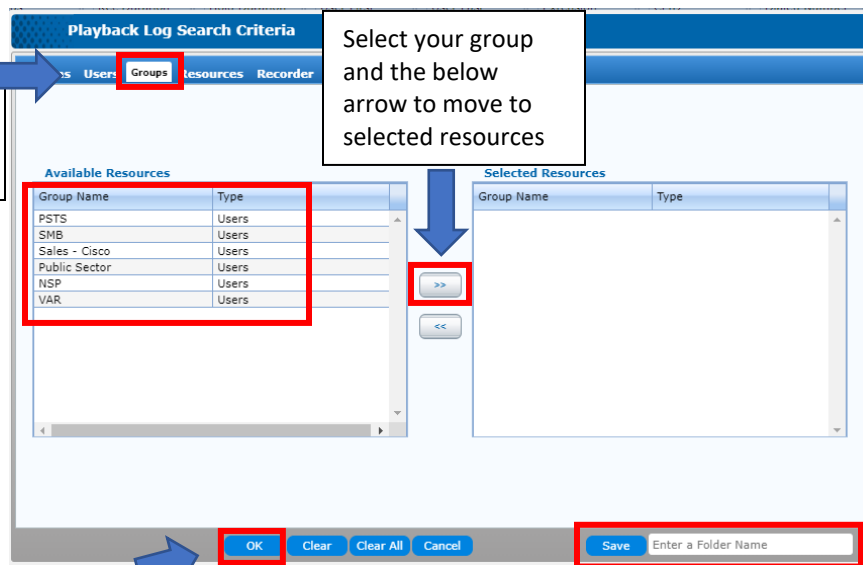 Playback Log Search Criteria
Select your group
and the below
arrow to move to
selected resources
Users Groups Resources Recorder
Available Resources
Selected Resources
Group Name Type
Group Name Type
PSTS Users
SMB Users
Sales - Cisco Users
Public Sector Users
NSP Users
VAR Users
>>
<<
OK Clear Clear All Cancel Save Enter a Folder Name